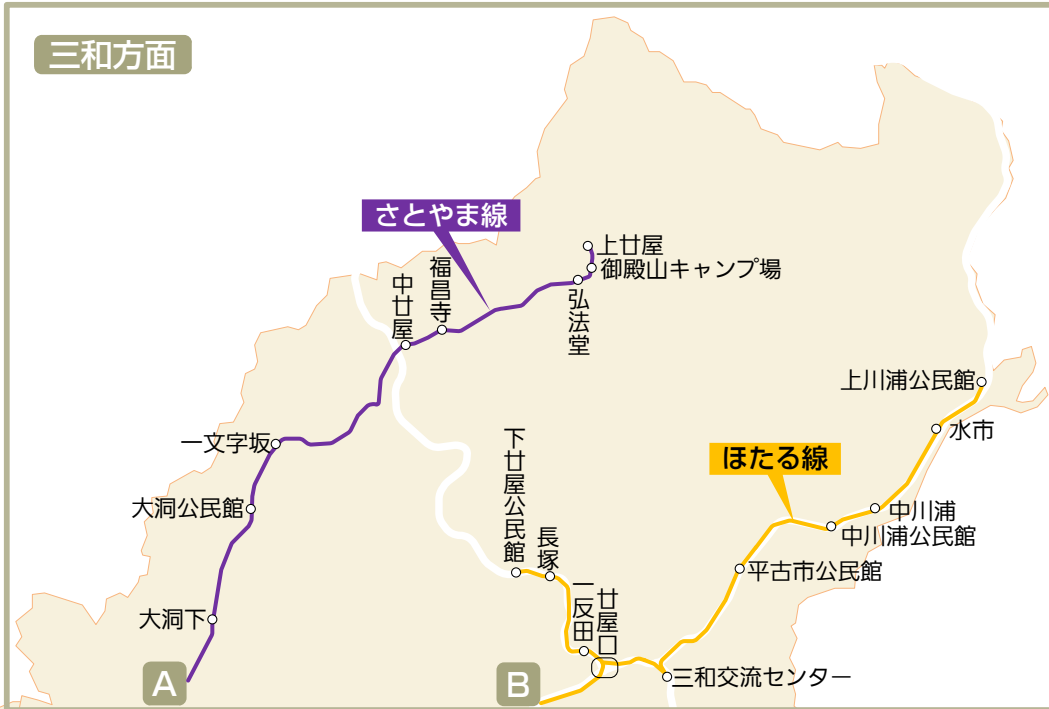 三和方面
さとやま線
上廿屋
御殿山キャンプ場
弘法堂
福昌寺
中廿屋
一文字坂
大洞公民館
大洞下
A
ほたる線
上川浦公民館
水市
中川浦
中川浦公民館
平古市公民館
三和交流センター
下廿屋公民館
長塚
一反田
廿屋口
B